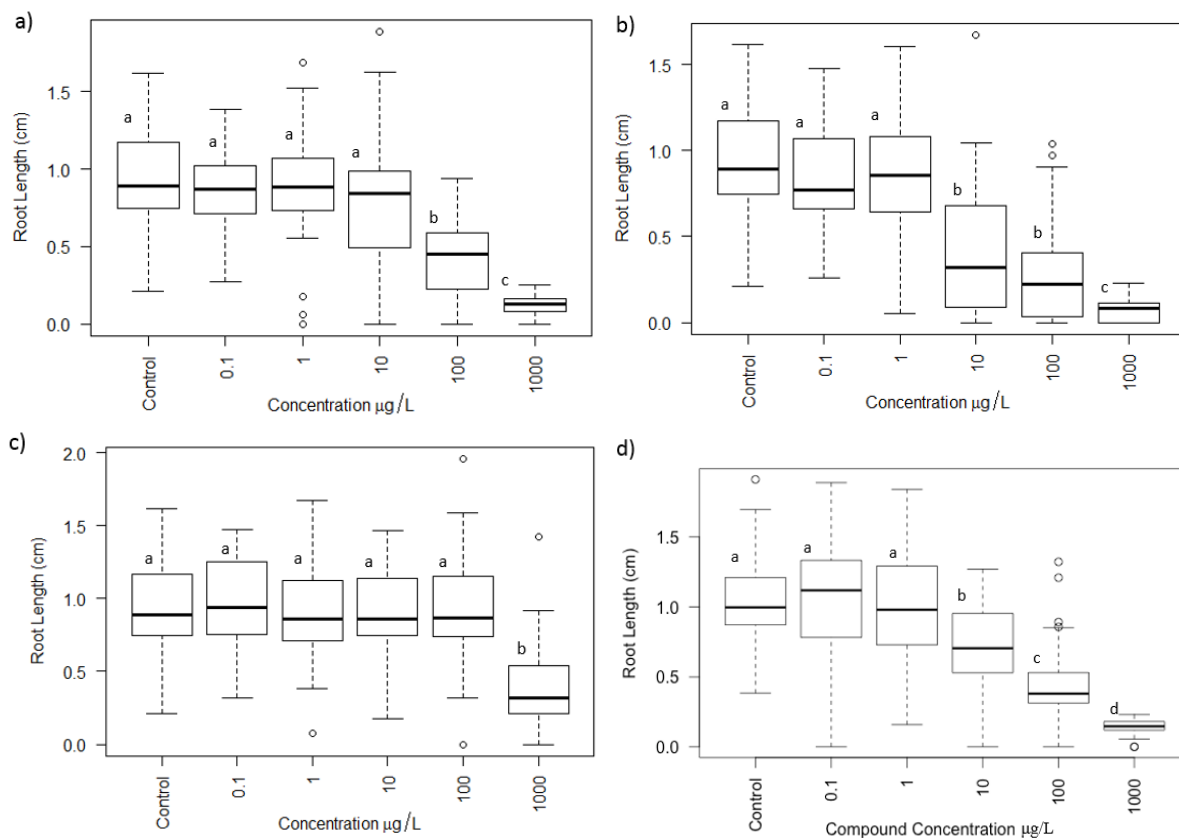 a)
Root Length (cm)
1.5
1.0
0.5
0.0
a
a
a
a
b
c
Control
0.1
1
10
100
1000
Concentration μg/L
b)
Root Length (cm)
1.5
1.0
0.5
0.0
a
a
a
b
b
c
Control
0.1
1
10
100
1000
Concentration μg/L
c)
Root Length (cm)
2.0
1.5
1.0
0.5
0.0
a
a
a
a
a
b
Control
0.1
1
10
100
1000
Concentration μg/L
d)
Root Length (cm)
1.5
1.0
0.5
0.0
a
a
a
b
c
d
Control
0.1
1
10
100
1000
Compound Concentration μg/L